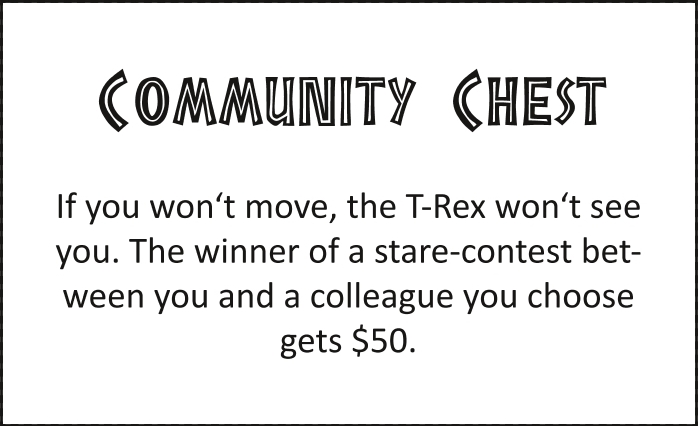 Community Chest
If you won‘t move, the T-Rex won‘t see
you. The winner of a stare-contest bet-
ween you and a colleague you choose
gets $50.